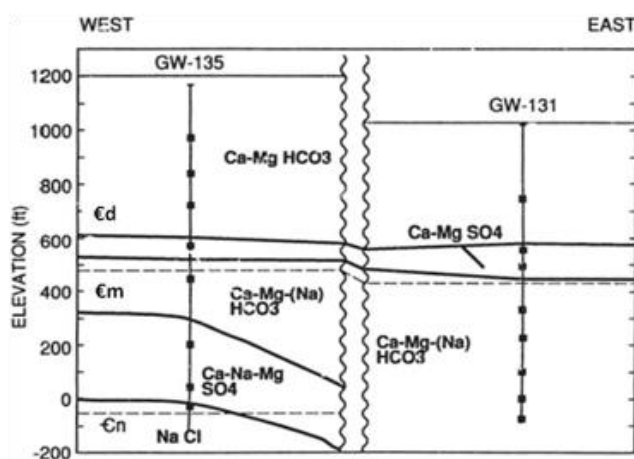 WEST
EAST
GW-135
GW-131
ELEVATION (ft)
1200
1000
800
600
400
200
0
-200
Ca-Mg HCO3
Ca-Mg SO4
€d
€m
Ca-Mg-(Na)
HCO3
Ca-Mg-(Na)
HCO3
Ca-Na-Mg
SO4
€n
Na Cl